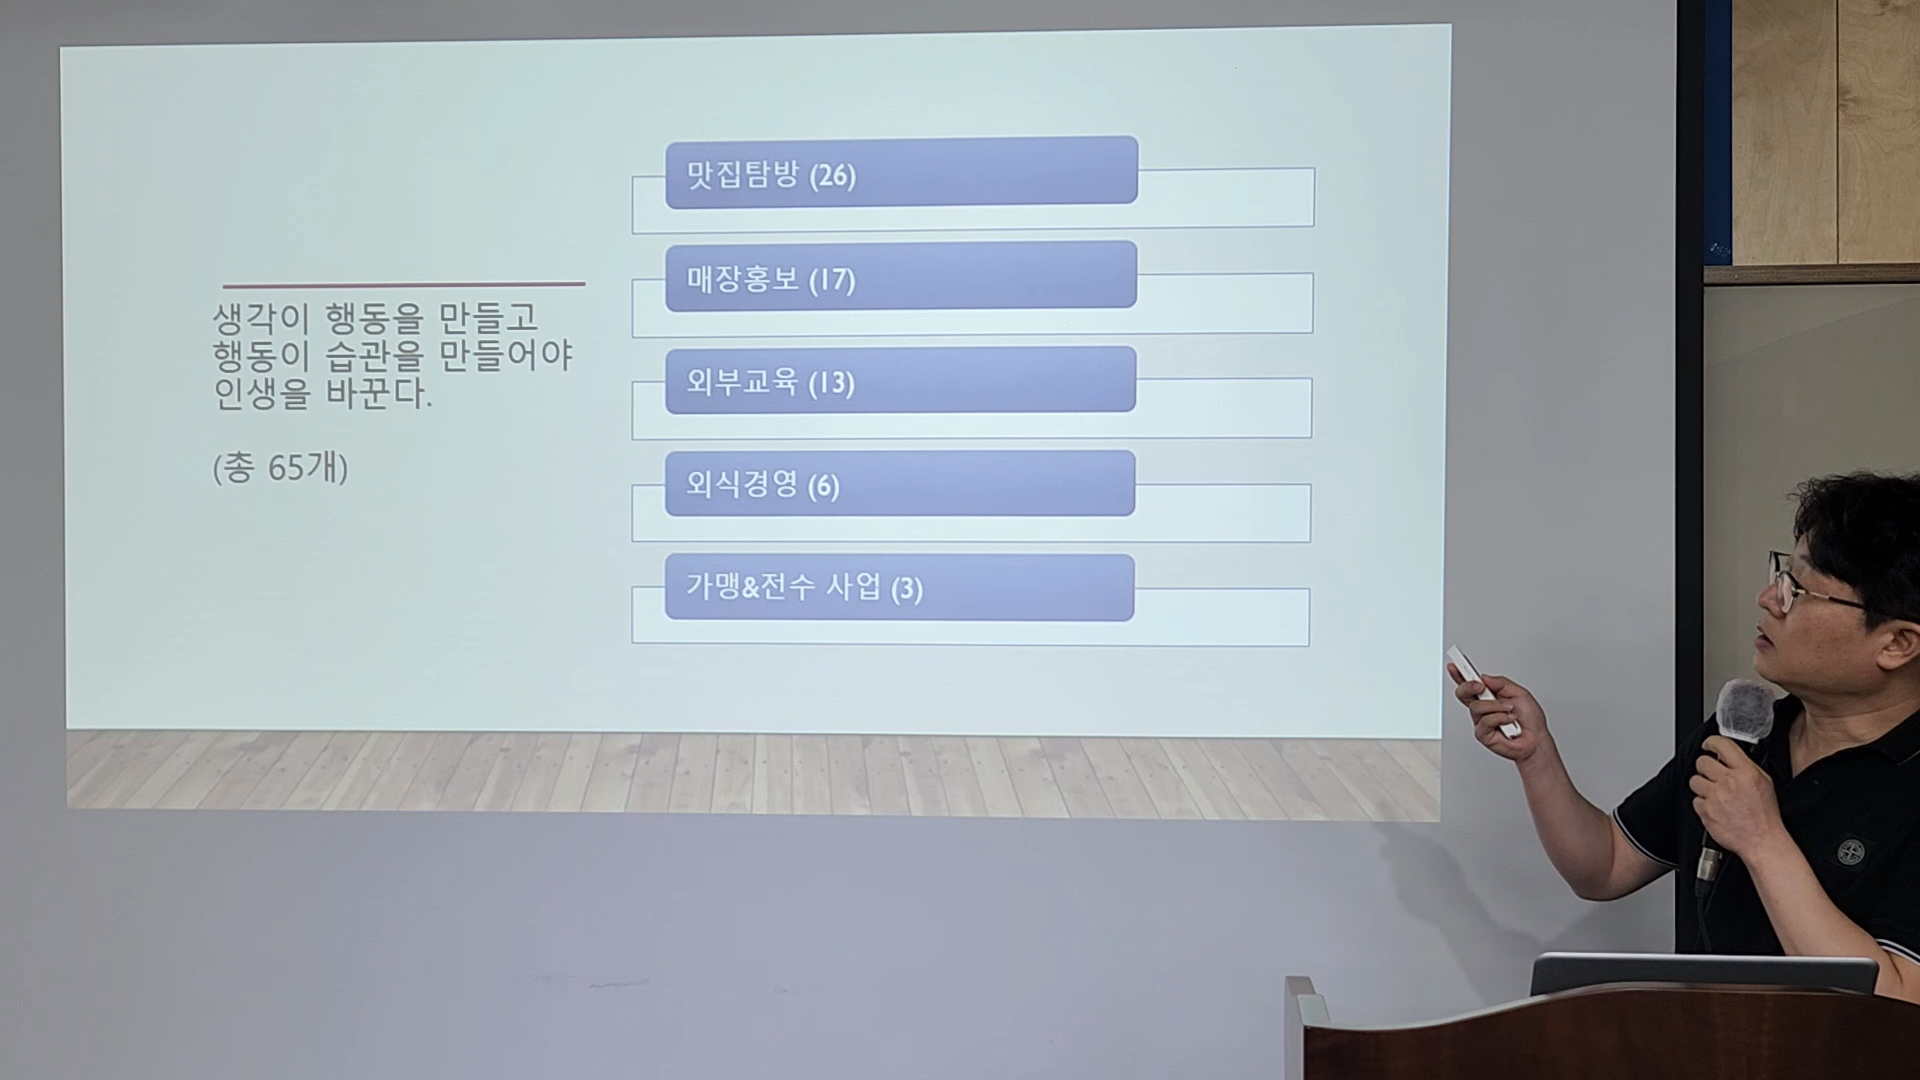 생각이 행동을 만들고
행동이 습관을 만들어야
인생을 바꾼다.
(총 65개)
맛집탐방 (26)
매장홍보 (17)
외부교육 (13)
외식경영 (6)
가맹&전수 사업 (3)